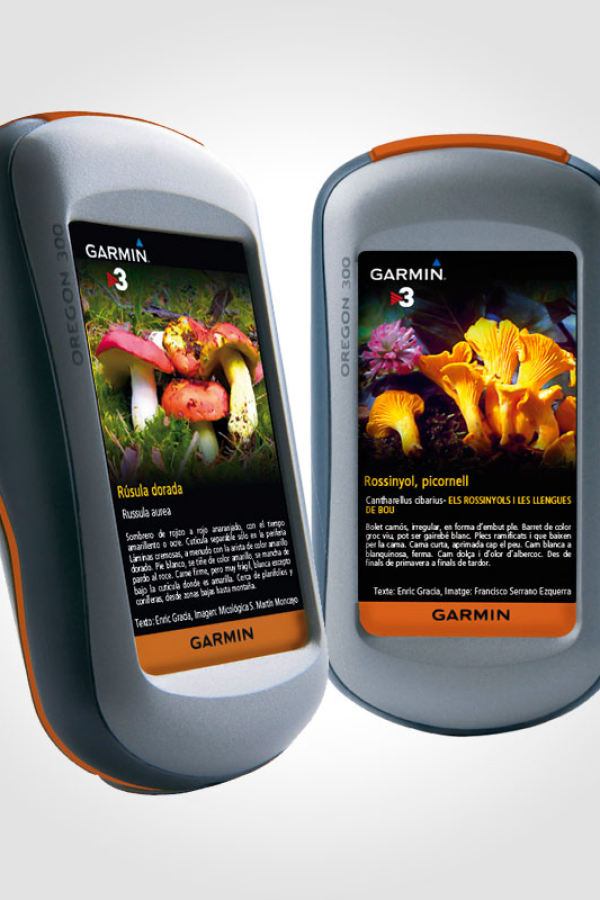 OREGON 300
GARMIN
3
Rúsula dorada
Russula aurea
Sombrero de rojizo a rojo anaranjado, con el tiempo
amarillento o ocre. Cutícula separable sólo en la periferia
Láminas cremosas, a menudo con la arista de color amarillo
dorado. Pie blanco, se tiñe de color amarillo, se mancha de
pardo al roce. Carne firme, pero muy frágil, blanca excepto
bajo la cutícula donde es amarilla. Cerca de planifolios y
coníferas, desde zonas bajas hasta montaña.
Texto: Enric Gracia, Imagen: Micológica S. Martín Moncayo
GARMIN
OREGON 300
GARMIN
3
Rossinyol, picornell
Cantharellus cibarius- ELS ROSSINYOLS I LES LLENGUES
DE BOU
Bolet camós, irregular, en forma d'embut ple. Barret de color
groc viu, pot ser gairebé blanc. Plecs ramificats i que baixen
per la cama. Cama curta, aprimada cap el peu. Carn blanca a
blanquinosa, ferma. Carn dolça i d'olor d'albercoc. Des de
finals de primavera a finals de tardor.
Texte: Enric Gracia, Imatge: Francisco Serrano Ezquerra
GARMIN